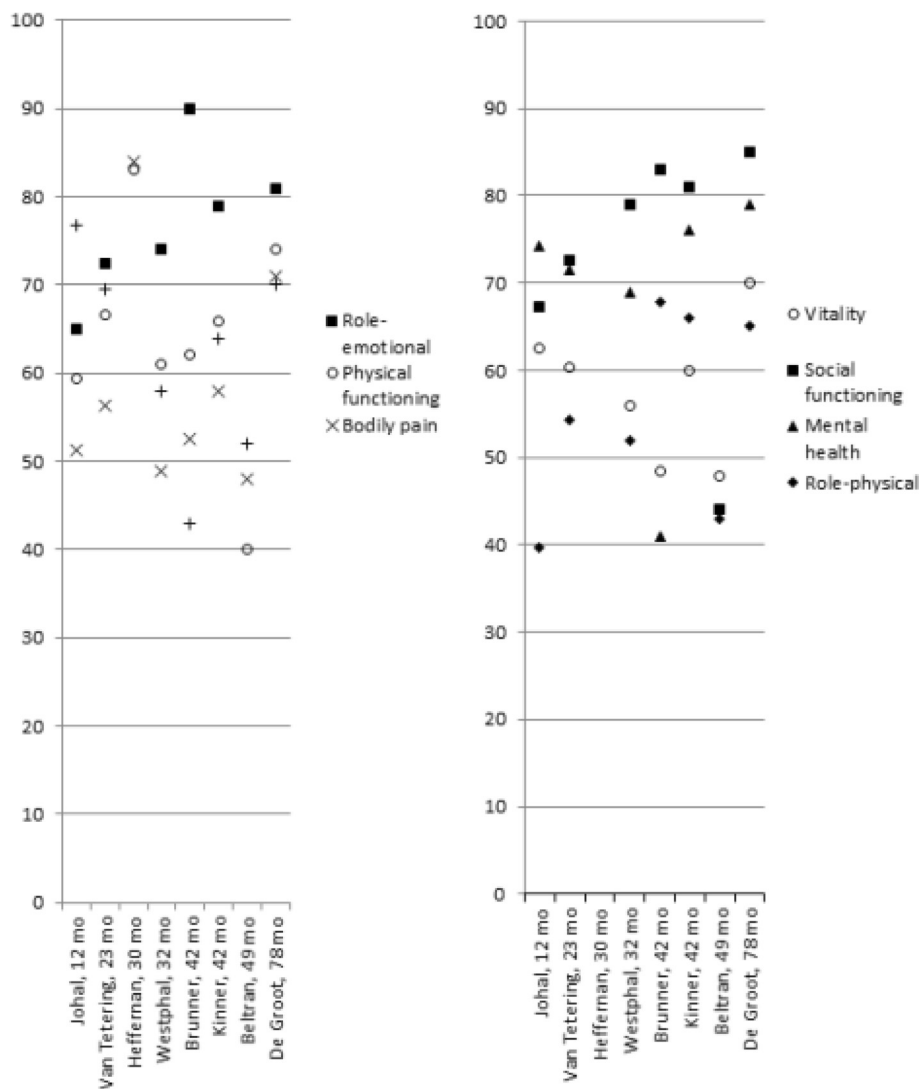 100
90
80
70
60
50
40
30
20
10
0
Johal, 12 mo
Van Tetering, 23 mo
Heffernan, 30 mo
Westphal, 32 mo
Brunner, 42 mo
Kinner, 42 mo
Beltran, 49 mo
De Groot, 78mo
Role-
emotional
Physical
functioning
Bodily pain
100
90
80
70
60
50
40
30
20
10
0
Johal, 12 mo
Van Tetering, 23 mo
Heffernan, 30 mo
Westphal, 32 mo
Brunner, 42 mo
Kinner, 42 mo
Beltran, 49 mo
De Groot, 78 mo
Vitality
Social
functioning
Mental
health
Role-physical